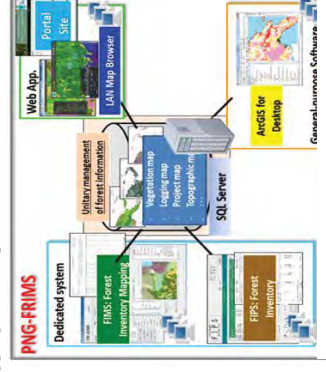 PNG-FRIMS
Dedicated system
FIMS: Forest
Inventory Mapping
FIPS
FIPS: Forest
Inventory
Unitary management
of forest information
Vegetation map
Logging map
Project map
Topographic
SQL Server
Web App.
Portal
Site
LAN Map Browser
ArcGIS for
Desktop
General-purpose Software